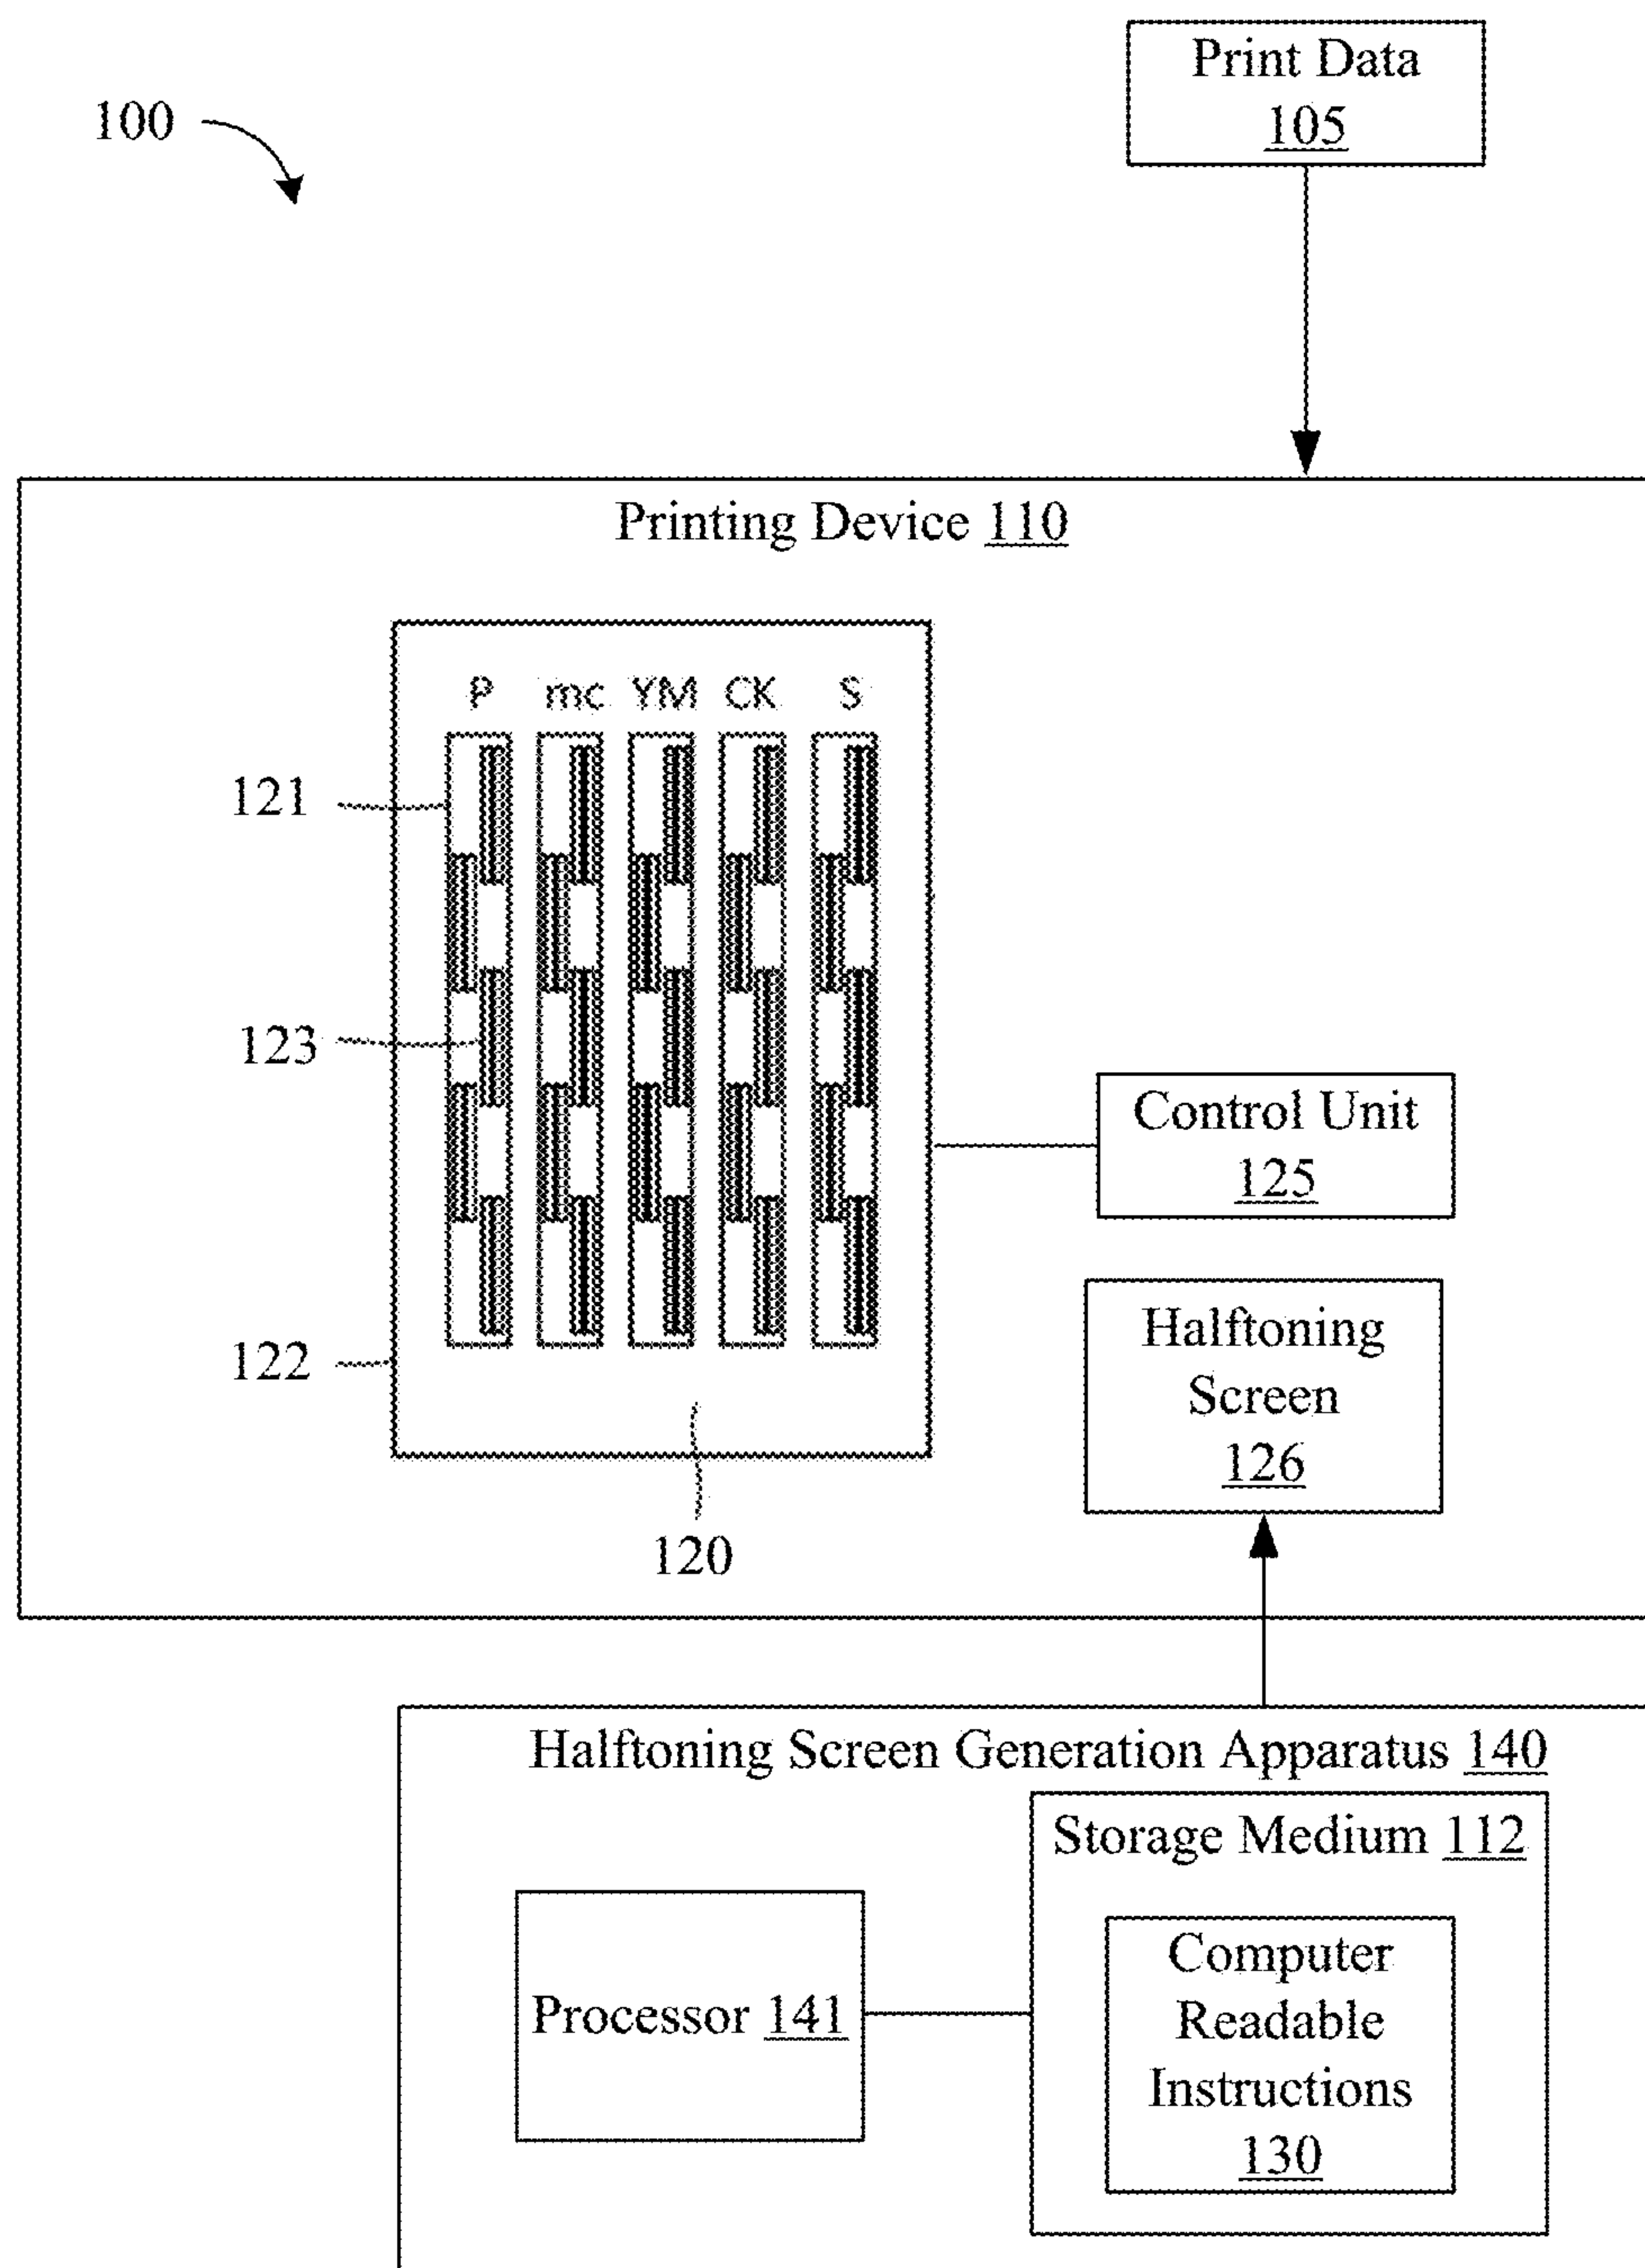 100
Print Data
105
Printing Device 110
P mc YM CK S
121
123
122
120
Control Unit
125
Halftoning
Screen
126
Halftoning Screen Generation Apparatus 140
Storage Medium 112
Processor 141
Computer
Readable
Instructions
130